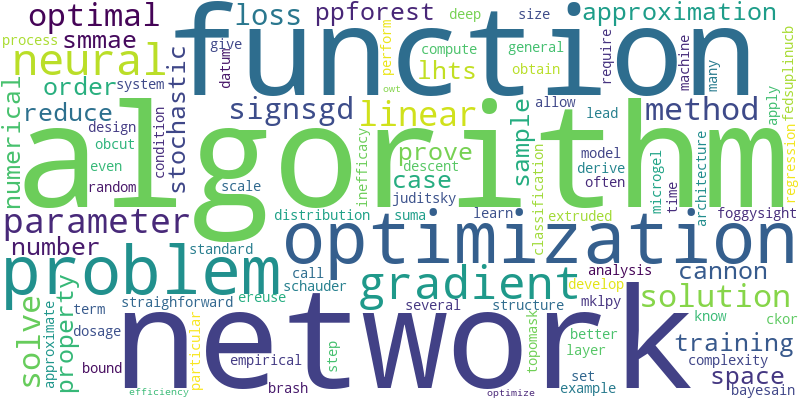 optimal
loss
ppforest
deep
size
approximation
process
smmae
give
function
perform
compute
general
require
machine
many
neural
datum
lhts
obtain
order
system
stochastic
owt
numerical
reduce
signsgd
linear
sample
allow
lead
method
apply
fedsuplinucb
design
condition
obcut
algorithm
inefficacy
prove
descent
classification
model
derive
often
architecture
regression
even
random
scale
case
juditsky
microgel
time
parameter
distribution
suma
learn
extruded
foggysight
number
standard
optimization
problem
call
schauder
gradient
analysis
develop
cannon
solve
property
approximate
term
straighforward
ereuse
several
structure
mklpy
solution
know
ckor
dosage
particular
network
step
topomask
better
layer
training
bound
empirical
brash
set
example
complexity
space
bayesain
efficiency
optimize